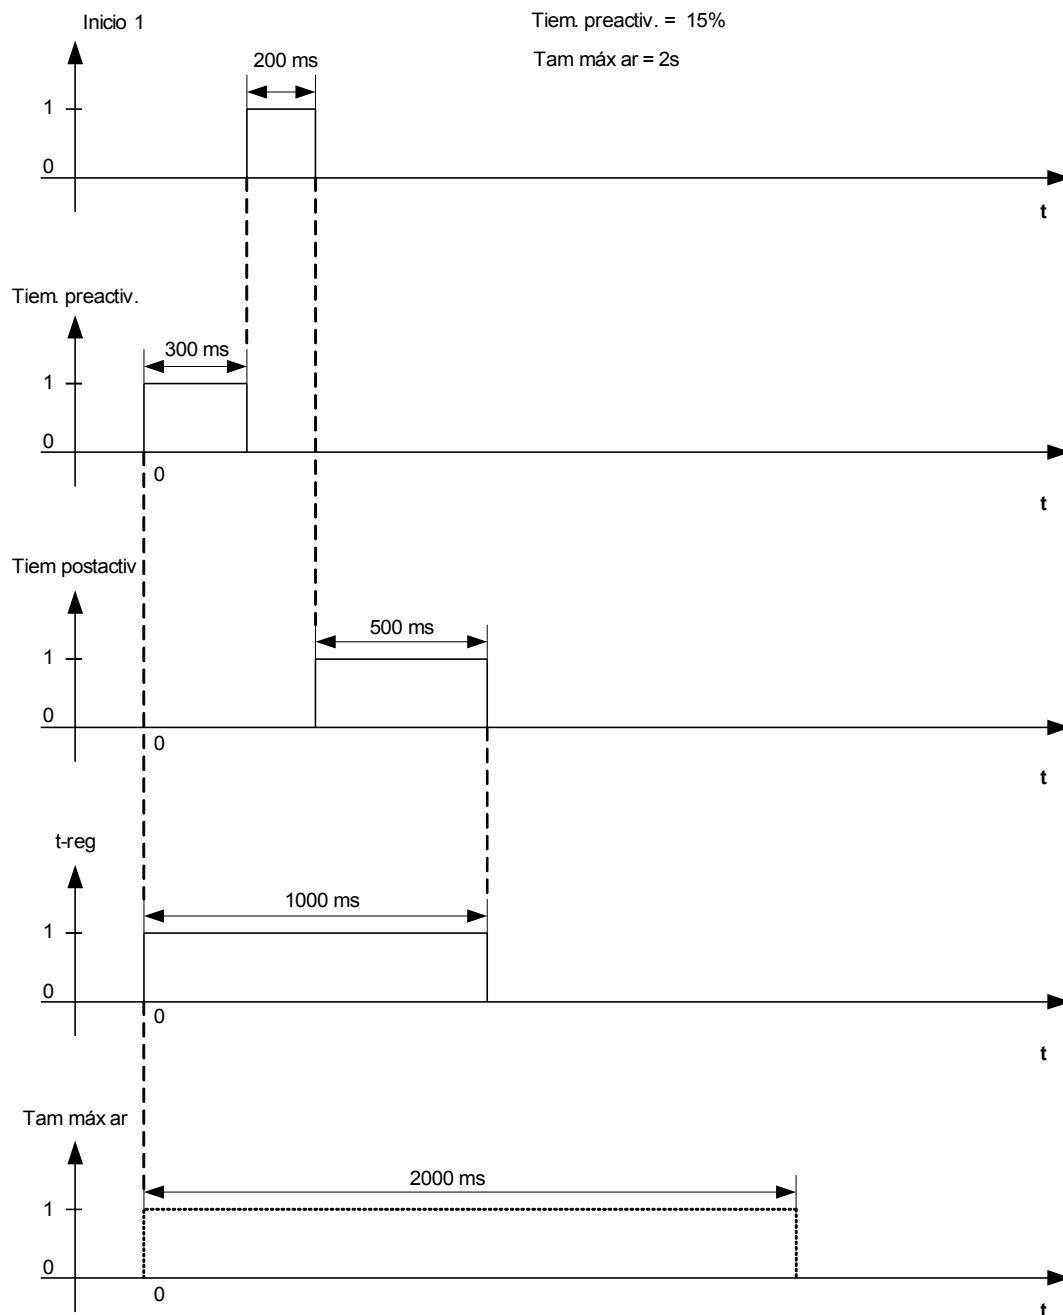 Inicio 1
Tiem. preactiv. = 15%
Tam máx ar = 2s
200 ms
1
0
t
Tiem. preactiv.
300 ms
1
0
0
t
Tiem postactiv
500 ms
1
0
0
t
t-reg
1000 ms
1
0
0
t
Tam máx ar
2000 ms
1
0
0
t